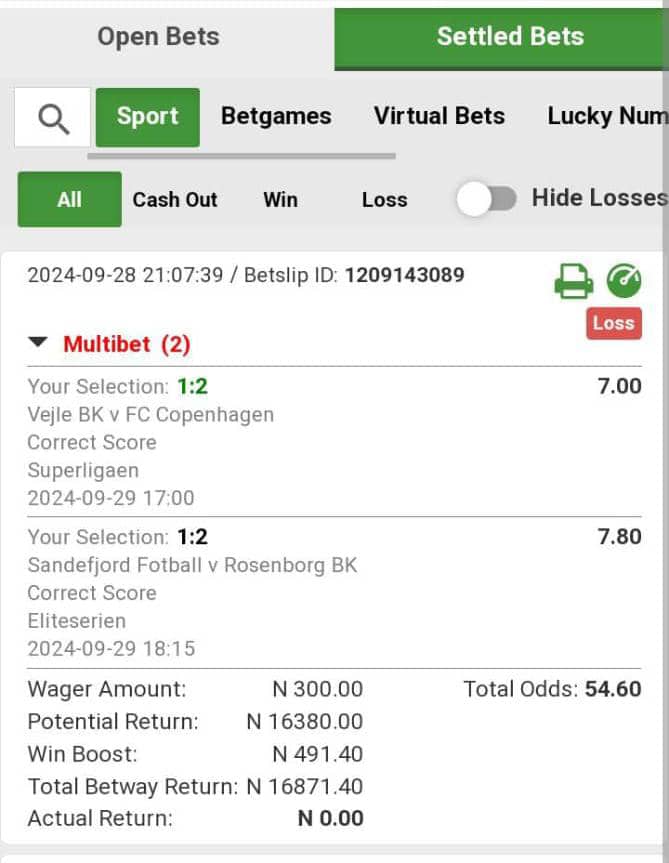 Open Bets Settled Bets
Sport Betgames Virtual Bets Lucky Num
All Cash Out Win Loss Hide Losses
2024-09-28 21:07:39 / Betslip ID: 1209143089
Loss
Multibet (2)
Your Selection: 1:2 7.00
Vejle BK v FC Copenhagen
Correct Score
Superligaen
2024-09-29 17:00
Your Selection: 1:2 7.80
Sandefjord Fotball v Rosenborg BK
Correct Score
Eliteserien
2024-09-29 18:15
Wager Amount: N 300.00 Total Odds: 54.60
Potential Return: N 16380.00
Win Boost: N 491.40
Total Betway Return: N 16871.40
Actual Return: N 0.00